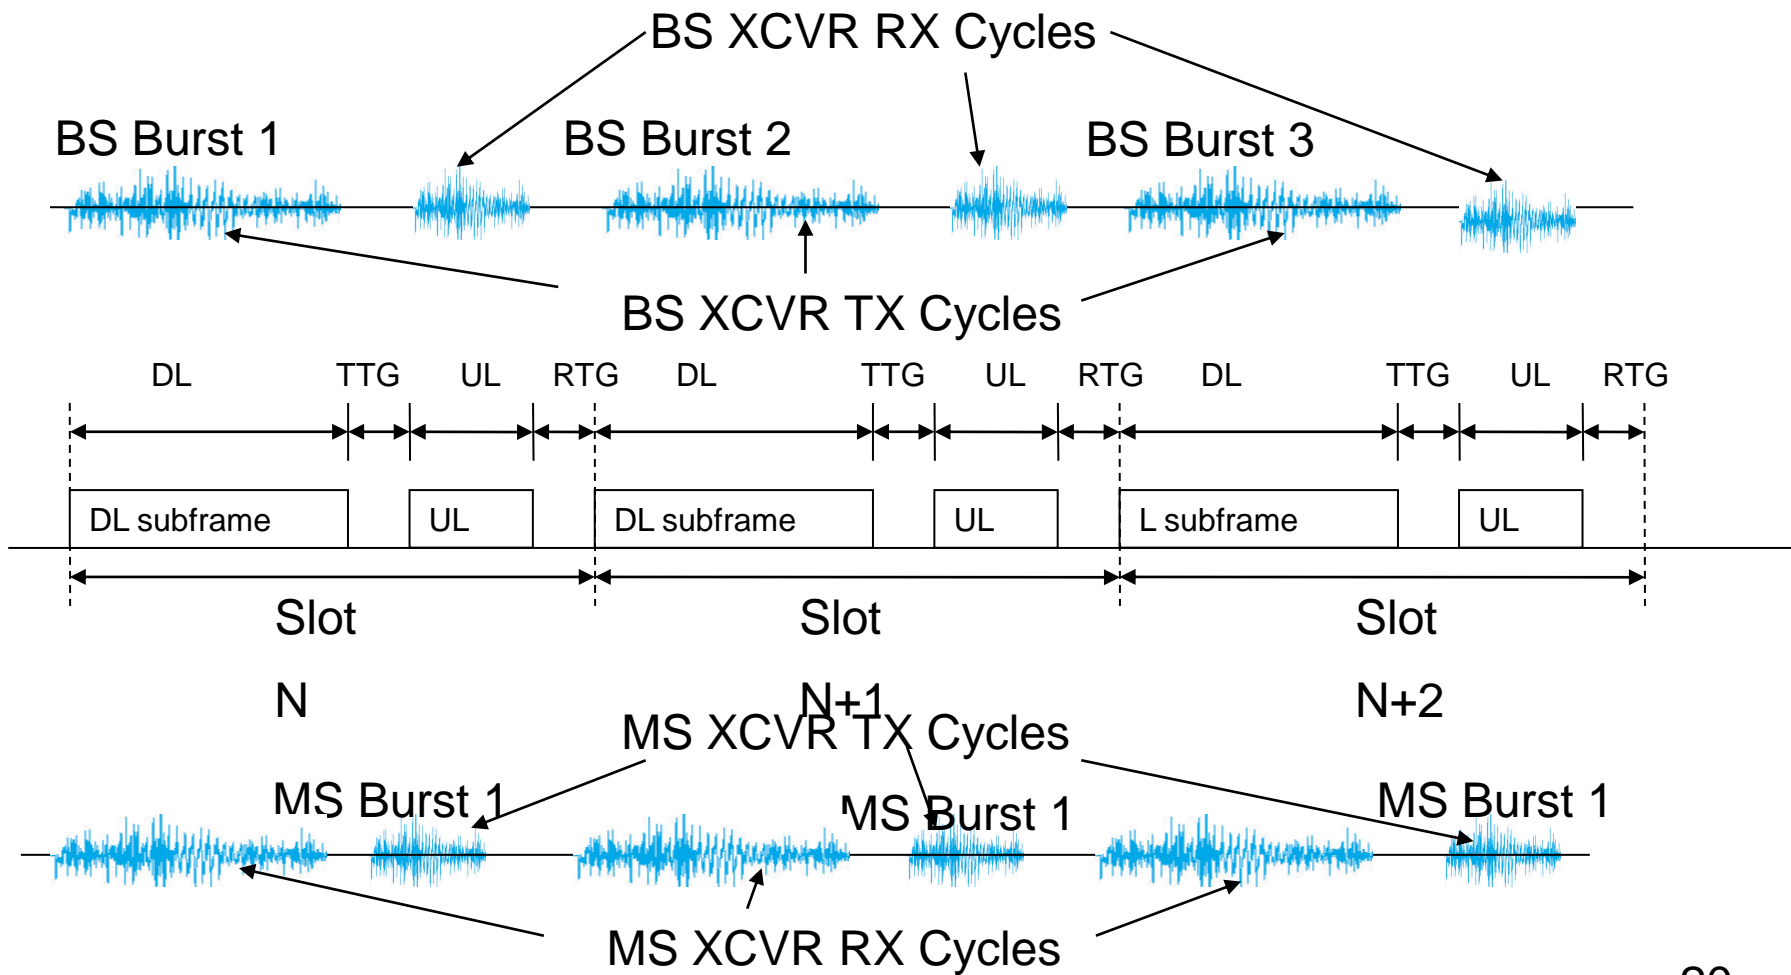 BS XCVR RX Cycles
BS Burst 1 BS Burst 2 BS Burst 3
BS XCVR TX Cycles
DL TTG UL RTG DL TTG UL RTG DL TTG UL RTG
DL subframe UL DL subframe UL L subframe UL
Slot Slot Slot
N N+1 N+2
MS XCVR TX Cycles
MS Burst 1 MS Burst 1 MS Burst 1
MS XCVR RX Cycles